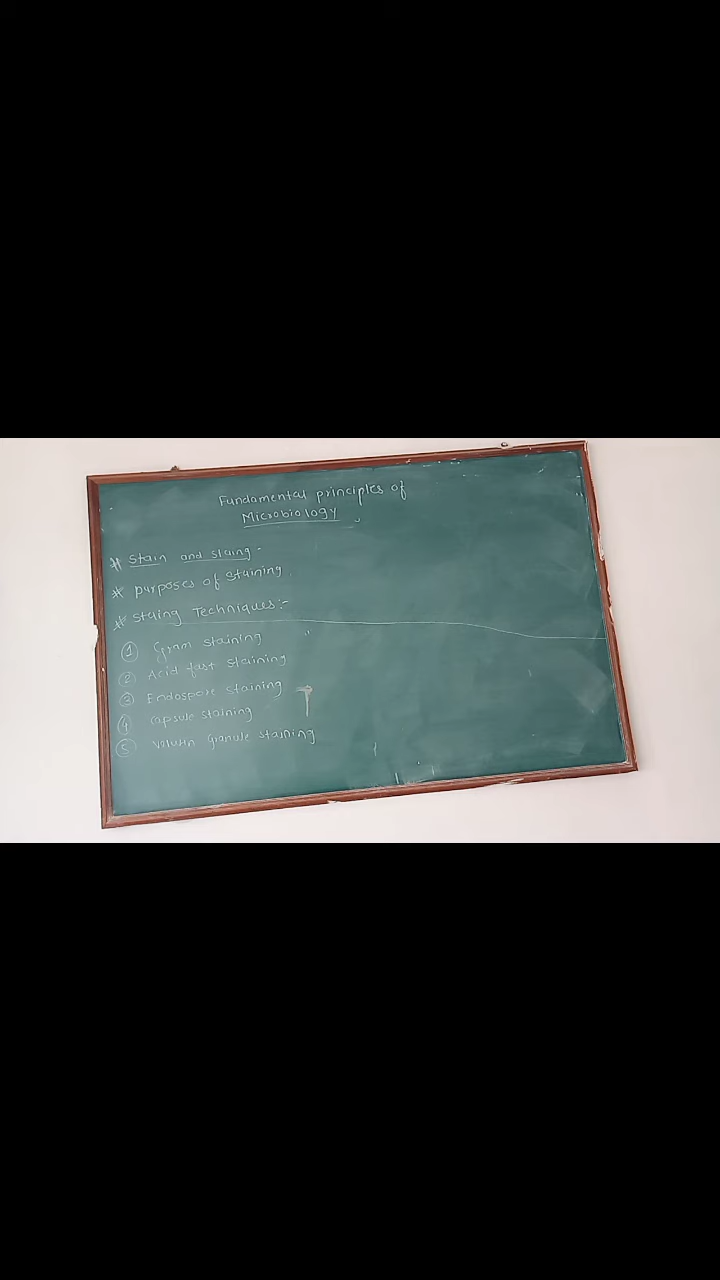 Fundamental principles of
Microbiology
* Stain and staing -
* purposes of staining
* staing Techniques:-
① Gram staining
② Acid fast staining
③ Endospore staining
④ capsule staining
⑤ volutin Granule staining